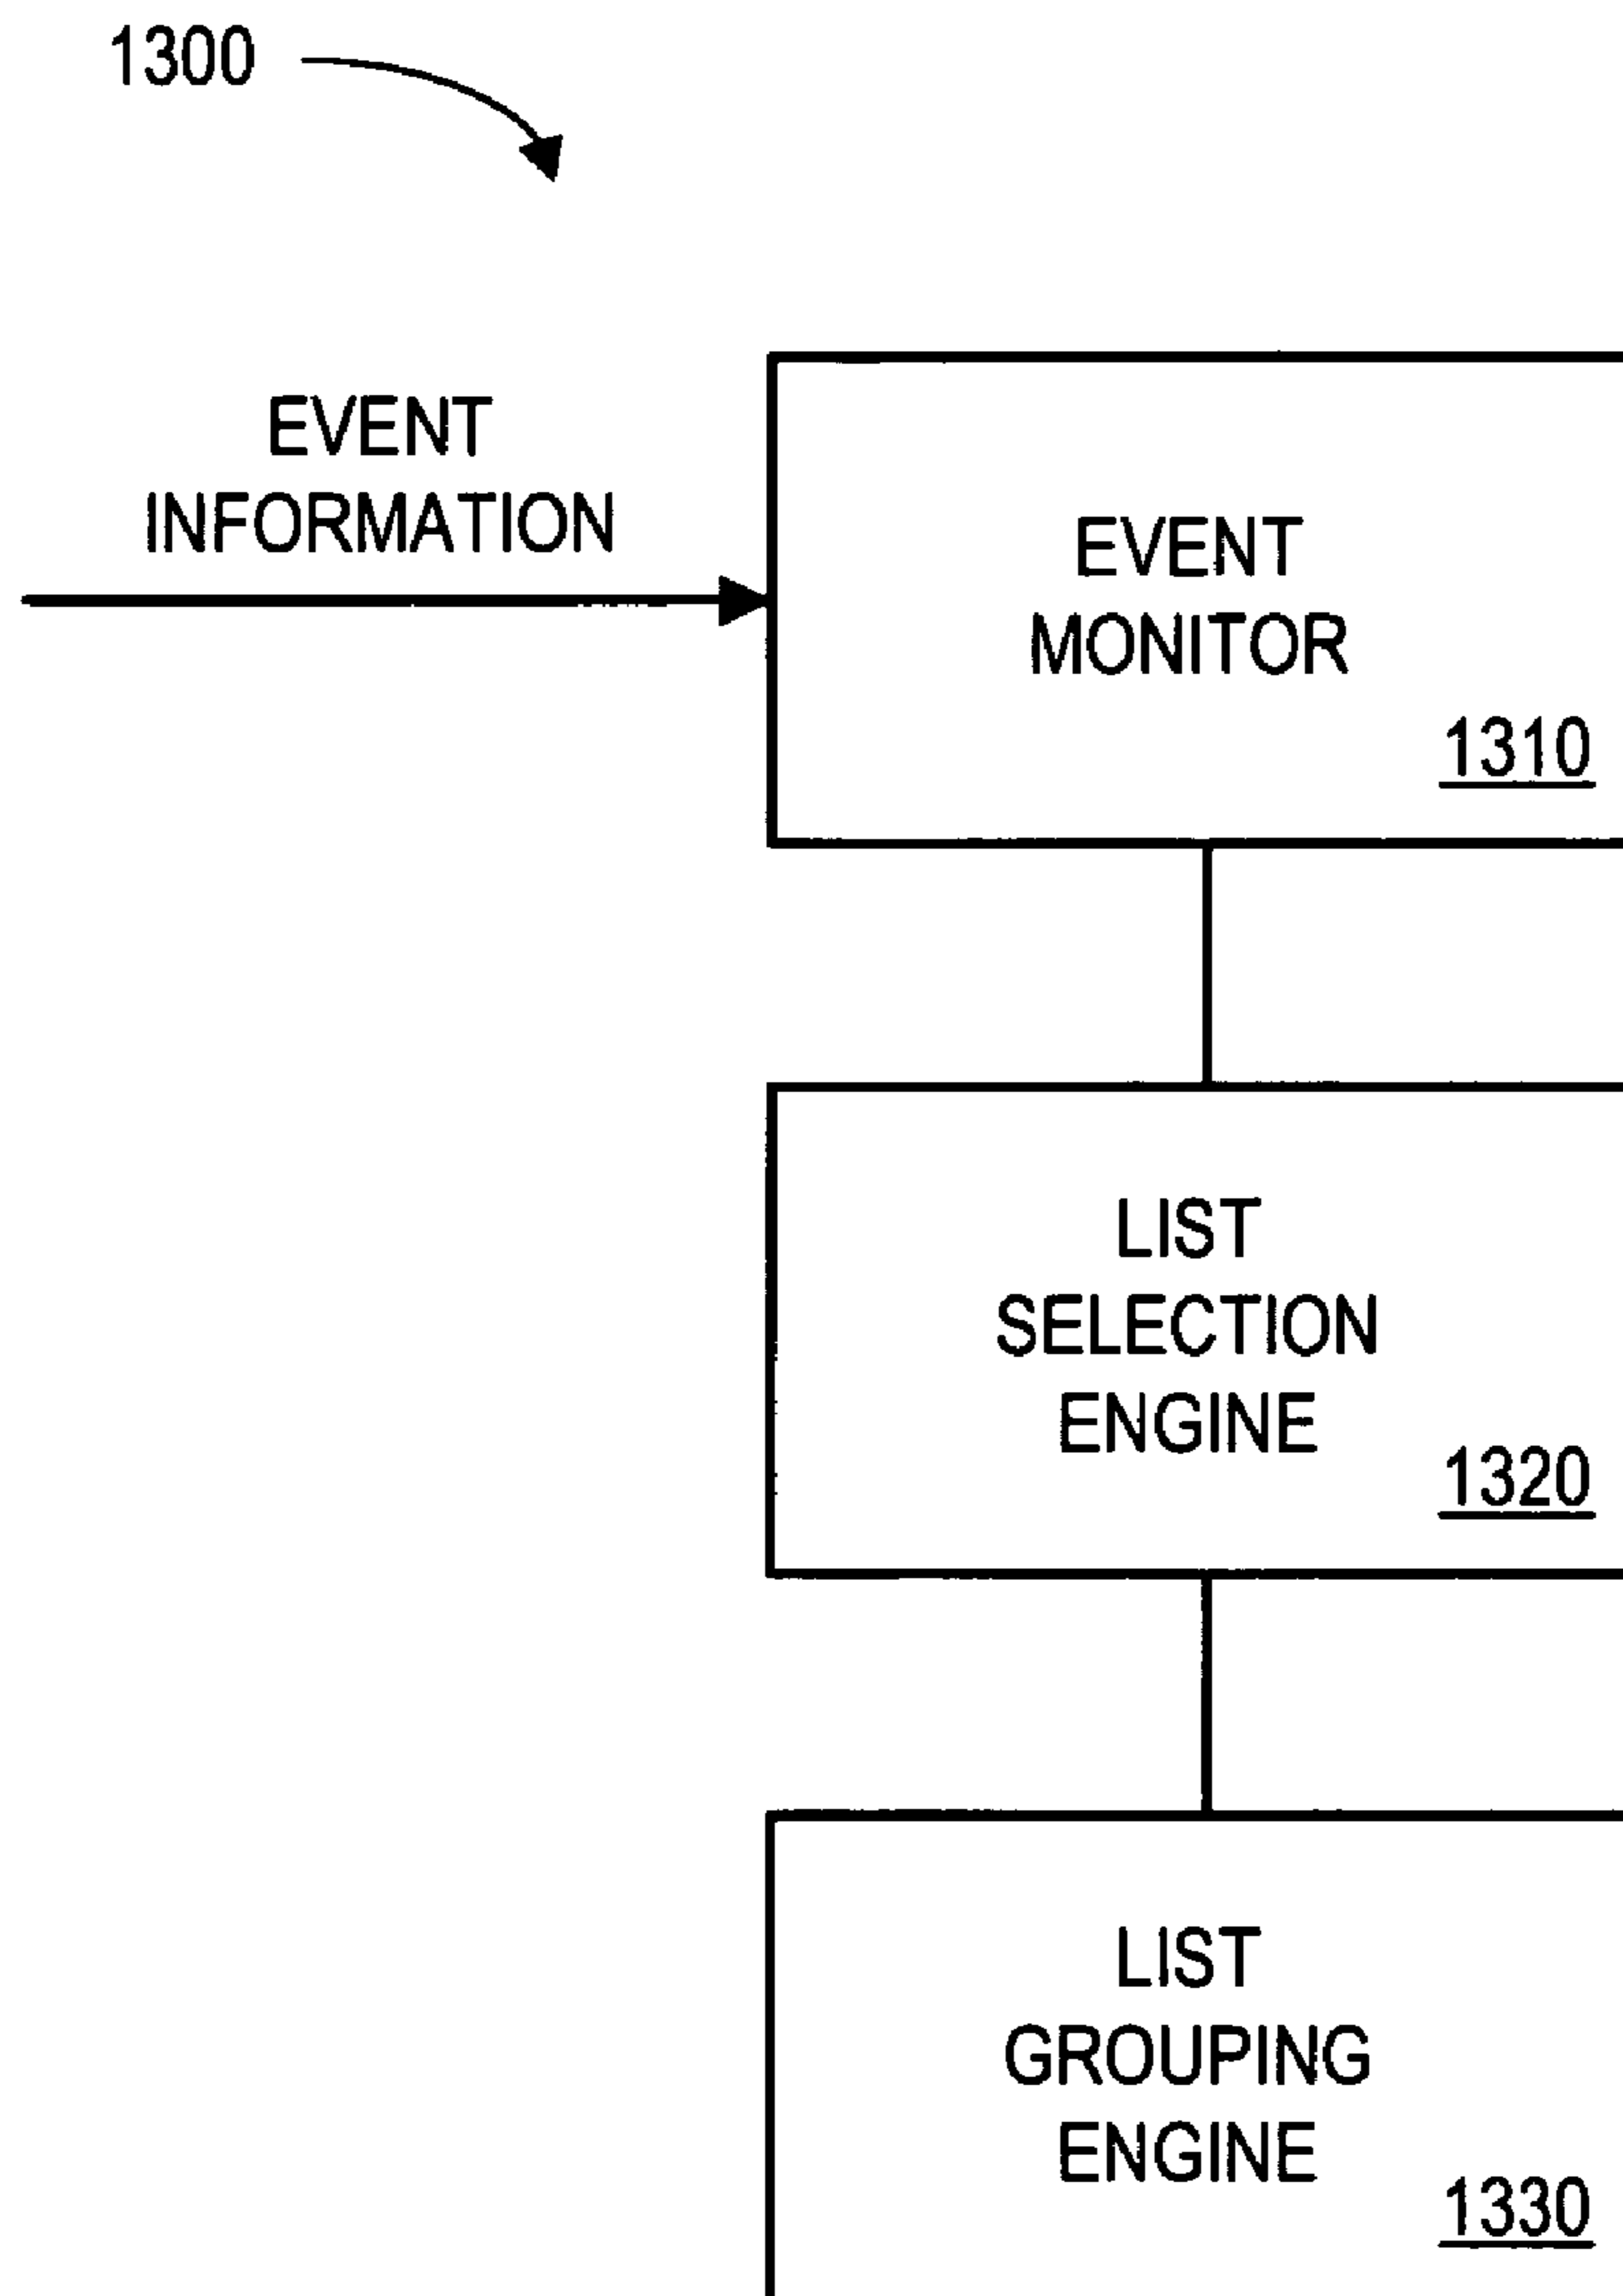 1300
EVENT
INFORMATION
EVENT
MONITOR
1310
LIST
SELECTION
ENGINE
1320
LIST
GROUPING
ENGINE
1330